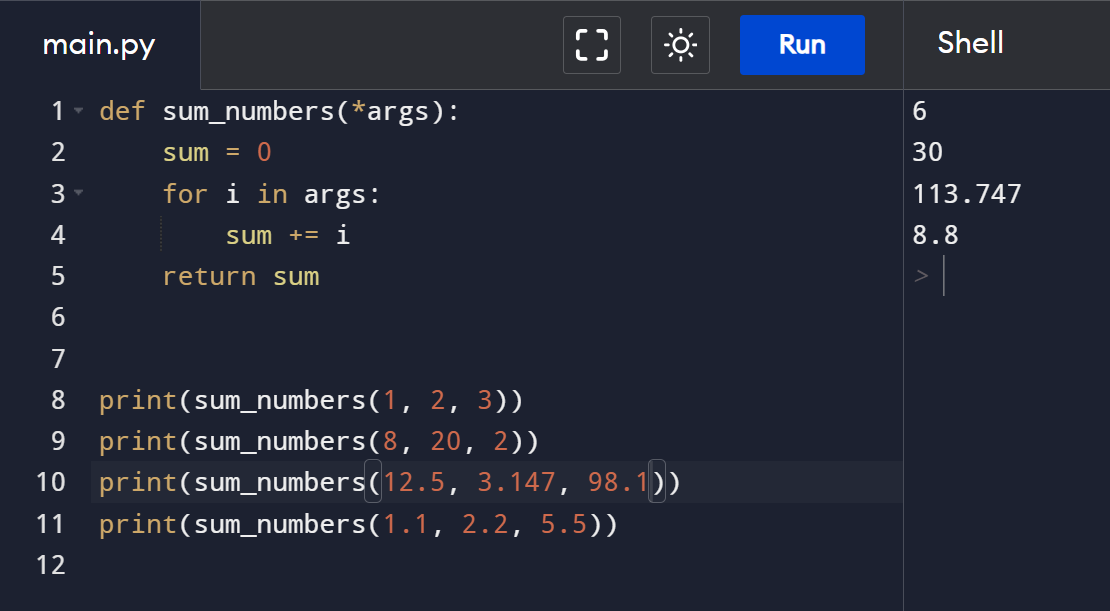 main.py Run Shell
1 def sum_numbers(*args):
2     sum = 0
3     for i in args:
4         sum += i
5     return sum
6
7
8 print(sum_numbers(1, 2, 3))
9 print(sum_numbers(8, 20, 2))
10 print(sum_numbers(12.5, 3.147, 98.1))
11 print(sum_numbers(1.1, 2.2, 5.5))
12
6
30
113.747
8.8
>